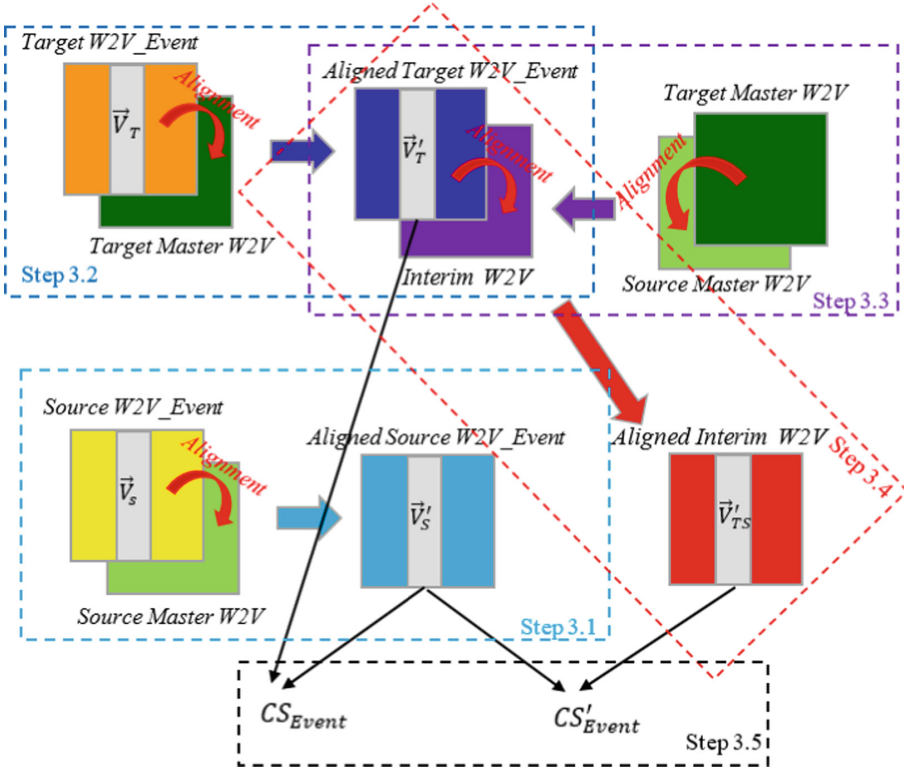 Target W2V_Event
Alignment
V⃗_T
Target Master W2V
Step 3.2
Aligned Target W2V_Event
Alignment
V⃗′_T
Interim W2V
Target Master W2V
Alignment
Source Master W2V
Step 3.3
Source W2V_Event
Alignment
V⃗_s
Source Master W2V
Aligned Source W2V_Event
V⃗′_S
Step 3.1
Aligned Interim W2V
V⃗′_TS
Step 3.4
CS_Event
CS′_Event
Step 3.5